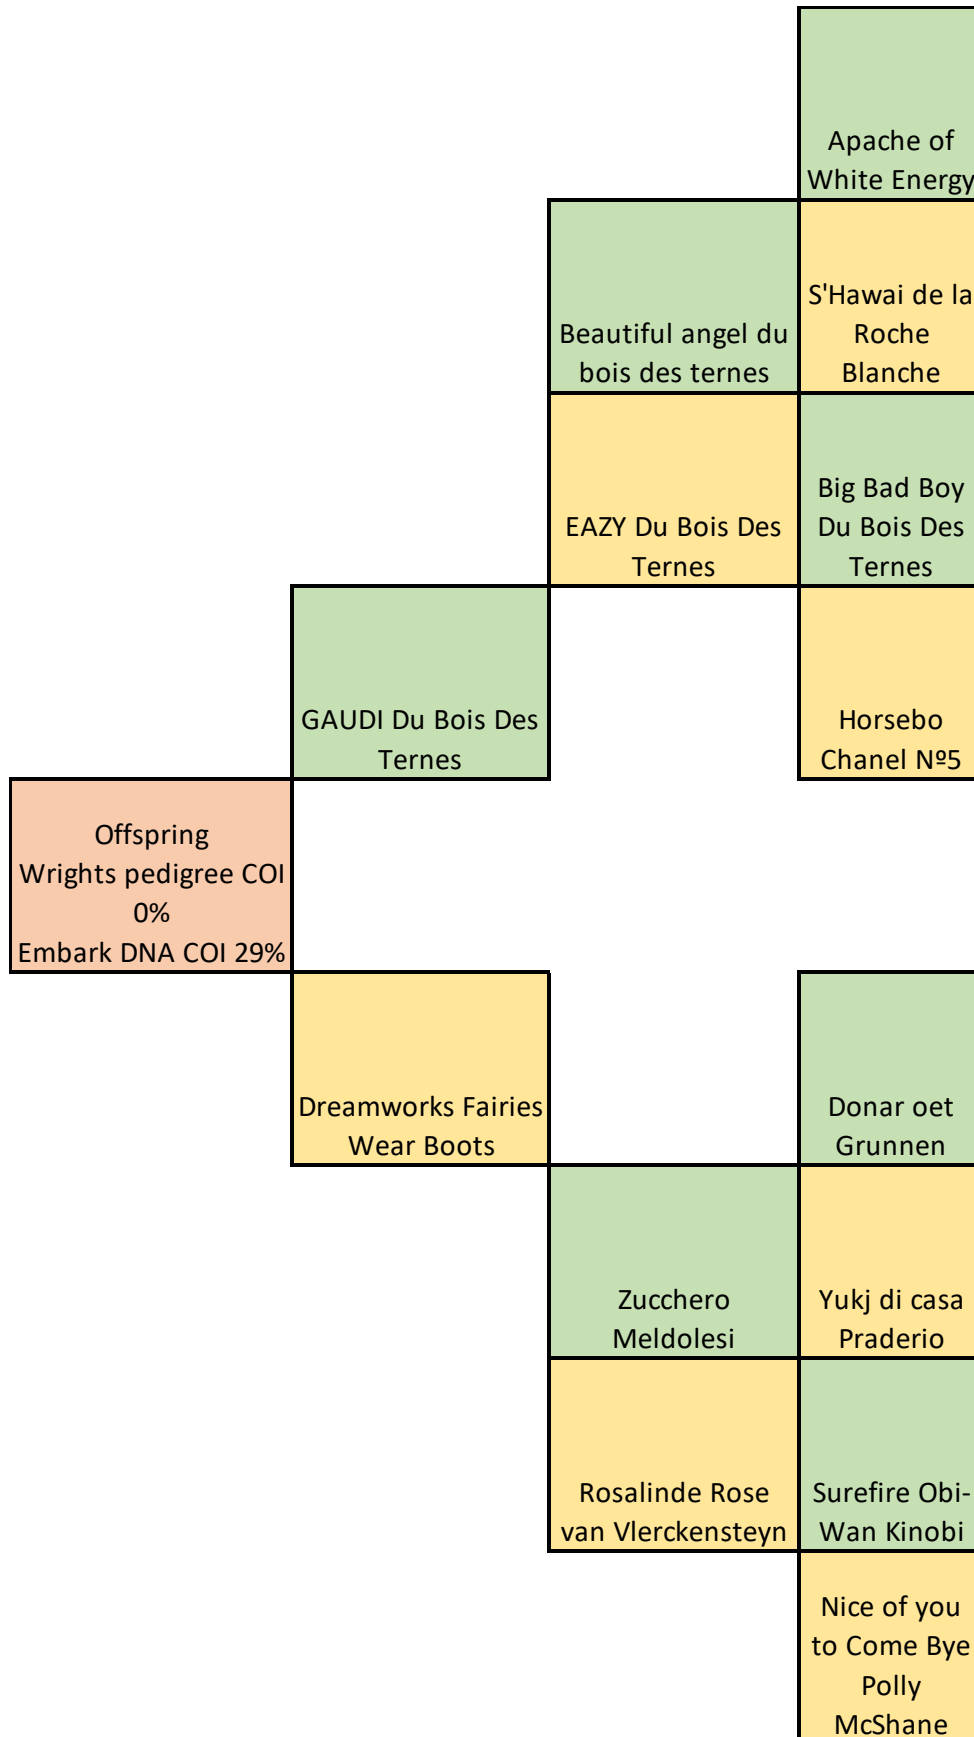 Apache of
White Energy
Beautiful angel du
bois des ternes
S'Hawai de la
Roche
Blanche
EAZY Du Bois Des
Ternes
Big Bad Boy
Du Bois Des
Ternes
GAUDI Du Bois Des
Ternes
Horsebo
Chanel Nº5
Offspring
Wrights pedigree COI
0%
Embark DNA COI 29%
Dreamworks Fairies
Wear Boots
Donar oet
Grunnen
Zucchero
Meldolesi
Yukj di casa
Praderio
Rosalinde Rose
van Vlerckensteyn
Surefire Obi-
Wan Kinobi
Nice of you
to Come Bye
Polly
McShane